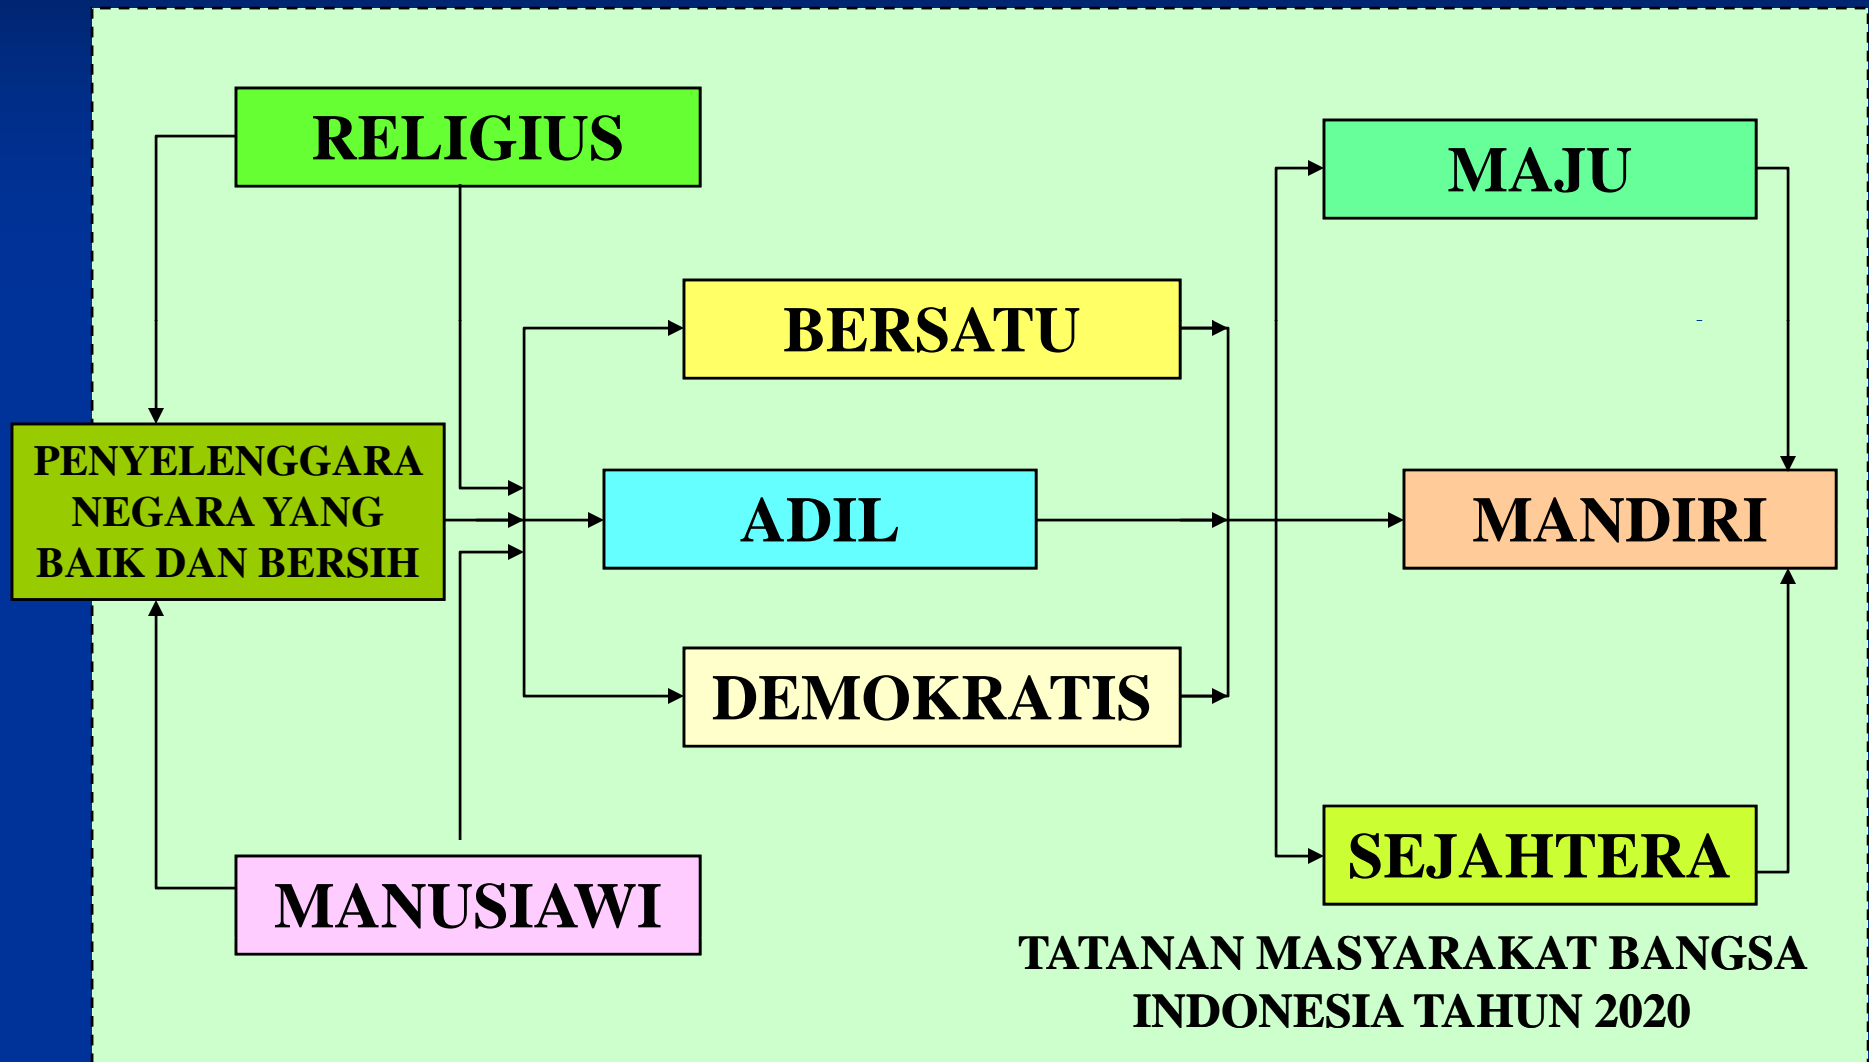 RELIGIUS
MAJU
BERSATU
PENYELENGGARA
NEGARA YANG
BAIK DAN BERSIH
ADIL
MANDIRI
DEMOKRATIS
SEJAHTERA
MANUSIAWI
TATANAN MASYARAKAT BANGSA
INDONESIA TAHUN 2020